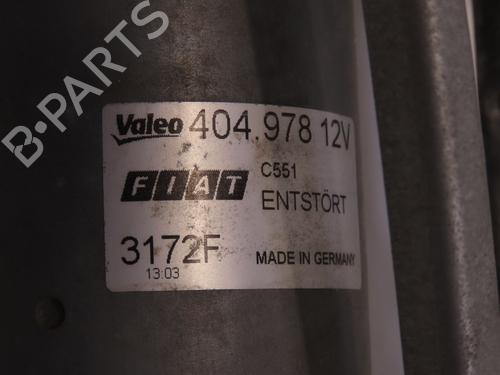 B-PARTS
Valeo 404.978 12V
FIAT C551
ENTSTÖRT
3172F MADE IN GERMANY
13:03